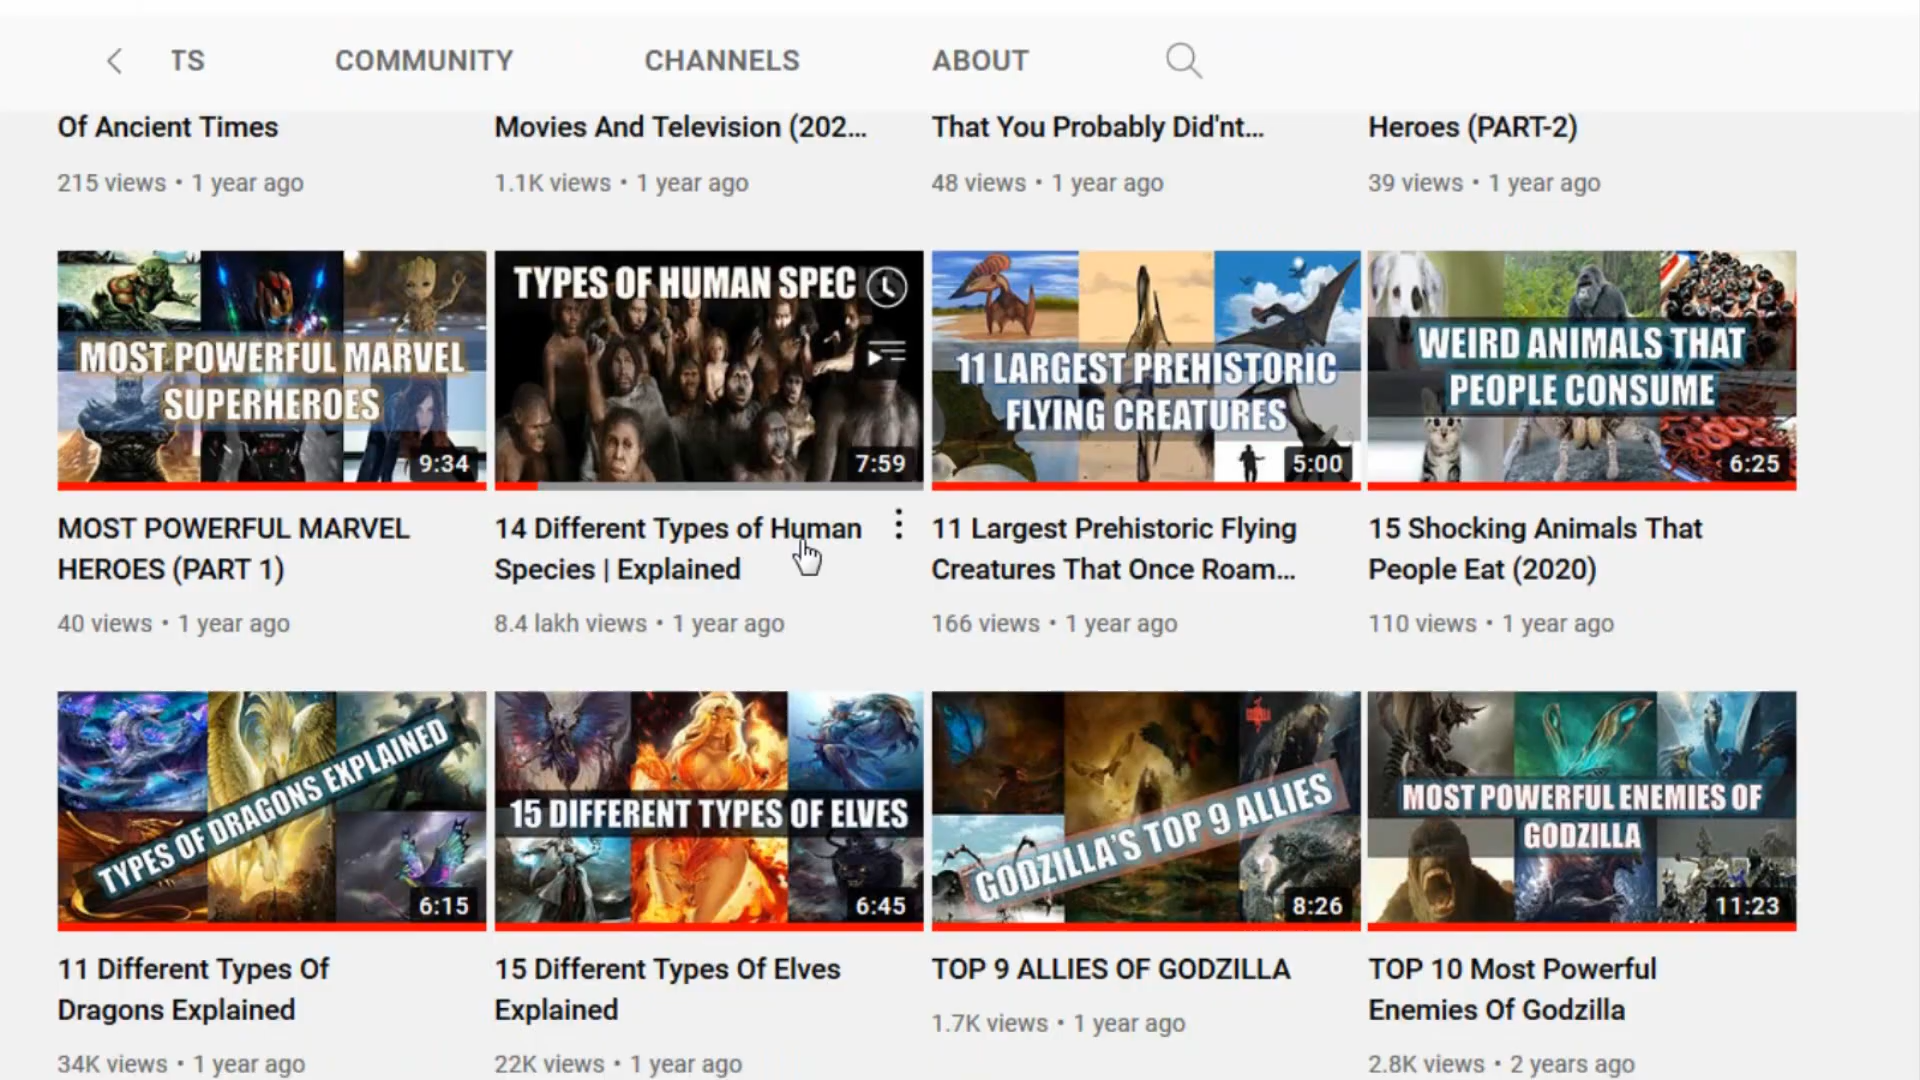 TS COMMUNITY CHANNELS ABOUT
Of Ancient Times
215 views • 1 year ago
Movies And Television (202...
1.1K views • 1 year ago
That You Probably Did'nt...
48 views • 1 year ago
Heroes (PART-2)
39 views • 1 year ago
MOST POWERFUL MARVEL
SUPERHEROES
9:34
MOST POWERFUL MARVEL
HEROES (PART 1)
40 views • 1 year ago
TYPES OF HUMAN SPEC
7:59
14 Different Types of Human
Species | Explained
8.4 lakh views • 1 year ago
11 LARGEST PREHISTORIC
FLYING CREATURES
5:00
11 Largest Prehistoric Flying
Creatures That Once Roam...
166 views • 1 year ago
WEIRD ANIMALS THAT
PEOPLE CONSUME
6:25
15 Shocking Animals That
People Eat (2020)
110 views • 1 year ago
TYPES OF DRAGONS EXPLAINED
6:15
11 Different Types Of
Dragons Explained
34K views • 1 year ago
15 DIFFERENT TYPES OF ELVES
6:45
15 Different Types Of Elves
Explained
22K views • 1 year ago
GODZILLA'S TOP 9 ALLIES
8:26
TOP 9 ALLIES OF GODZILLA
1.7K views • 1 year ago
MOST POWERFUL ENEMIES OF
GODZILLA
11:23
TOP 10 Most Powerful
Enemies Of Godzilla
2.8K views • 2 years ago